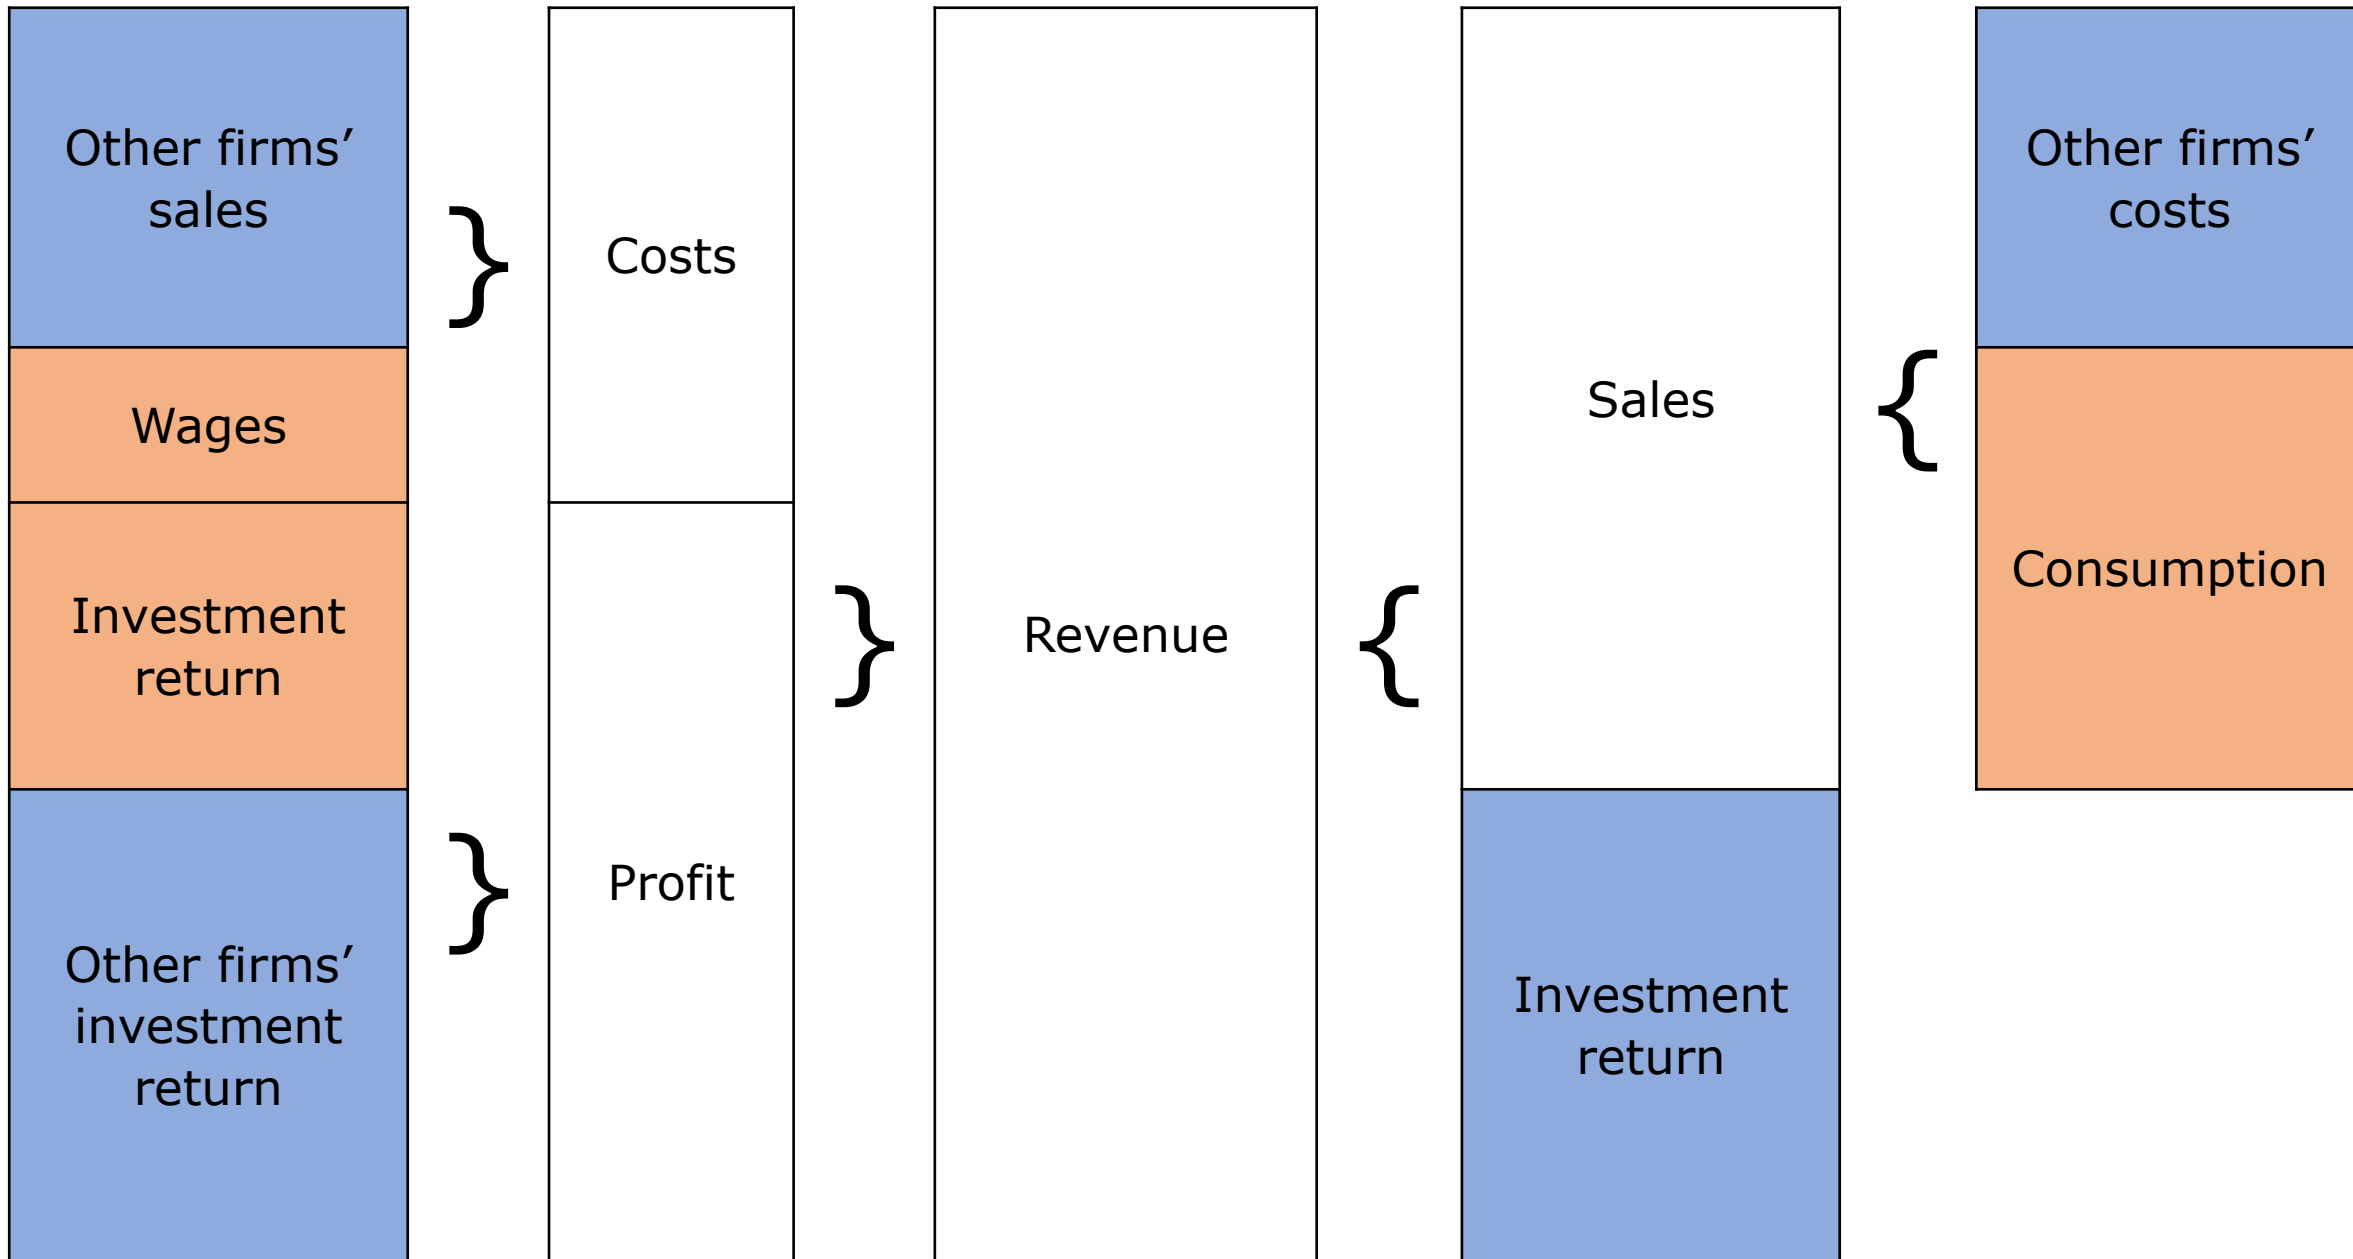 Other firms’
sales
Wages
Investment
return
Other firms’
investment
return
}
}
Costs
Profit
}
Revenue
{
Sales
Investment
return
{
Other firms’
costs
Consumption